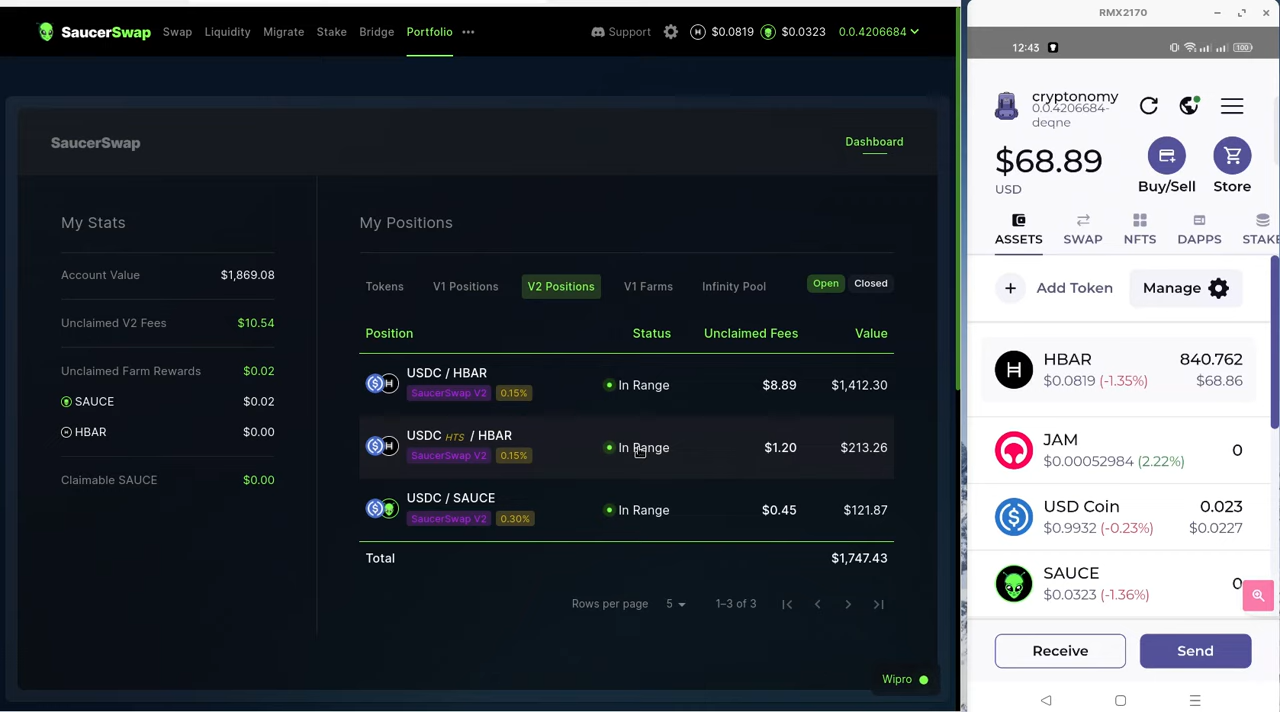 SaucerSwap Swap Liquidity Migrate Stake Bridge Portfolio ••• Support $0.0819 $0.0323 0.0.4206684
SaucerSwap Dashboard
My Stats
Account Value $1,869.08
Unclaimed V2 Fees $10.54
Unclaimed Farm Rewards $0.02
SAUCE $0.02
HBAR $0.00
Claimable SAUCE $0.00
My Positions
Tokens V1 Positions V2 Positions V1 Farms Infinity Pool Open Closed
Position Status Unclaimed Fees Value
USDC / HBAR
SaucerSwap V2 0.15% In Range $8.89 $1,412.30
USDC HTS / HBAR
SaucerSwap V2 0.15% In Range $1.20 $213.26
USDC / SAUCE
SaucerSwap V2 0.30% In Range $0.45 $121.87
Total $1,747.43
Rows per page 5 1–3 of 3
Wipro
RMX2170
12:43 100
cryptonomy
0.0.4206684-
deqne
$68.89
USD
Buy/Sell Store
ASSETS SWAP NFTS DAPPS STAKE
Add Token Manage
HBAR 840.762
$0.0819 (-1.35%) $68.86
JAM 0
$0.00052984 (2.22%)
USD Coin 0.023
$0.9932 (-0.23%) $0.0227
SAUCE 0
$0.0323 (-1.36%)
Receive Send